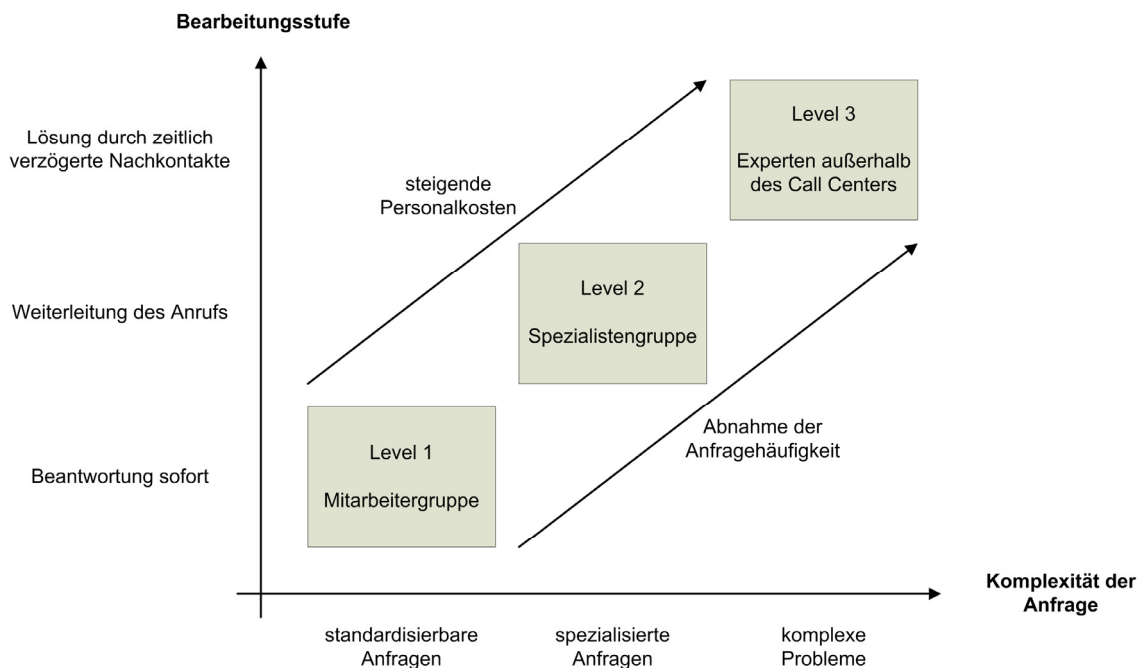 Bearbeitungsstufe
Lösung durch zeitlich
verzögerte Nachkontakte
Weiterleitung des Anrufs
Beantwortung sofort
steigende
Personalkosten
Level 3
Experten außerhalb
des Call Centers
Level 2
Spezialistengruppe
Level 1
Mitarbeitergruppe
Abnahme der
Anfragehäufigkeit
Komplexität der
Anfrage
standardisierbare
Anfragen
spezialisierte
Anfragen
komplexe
Probleme